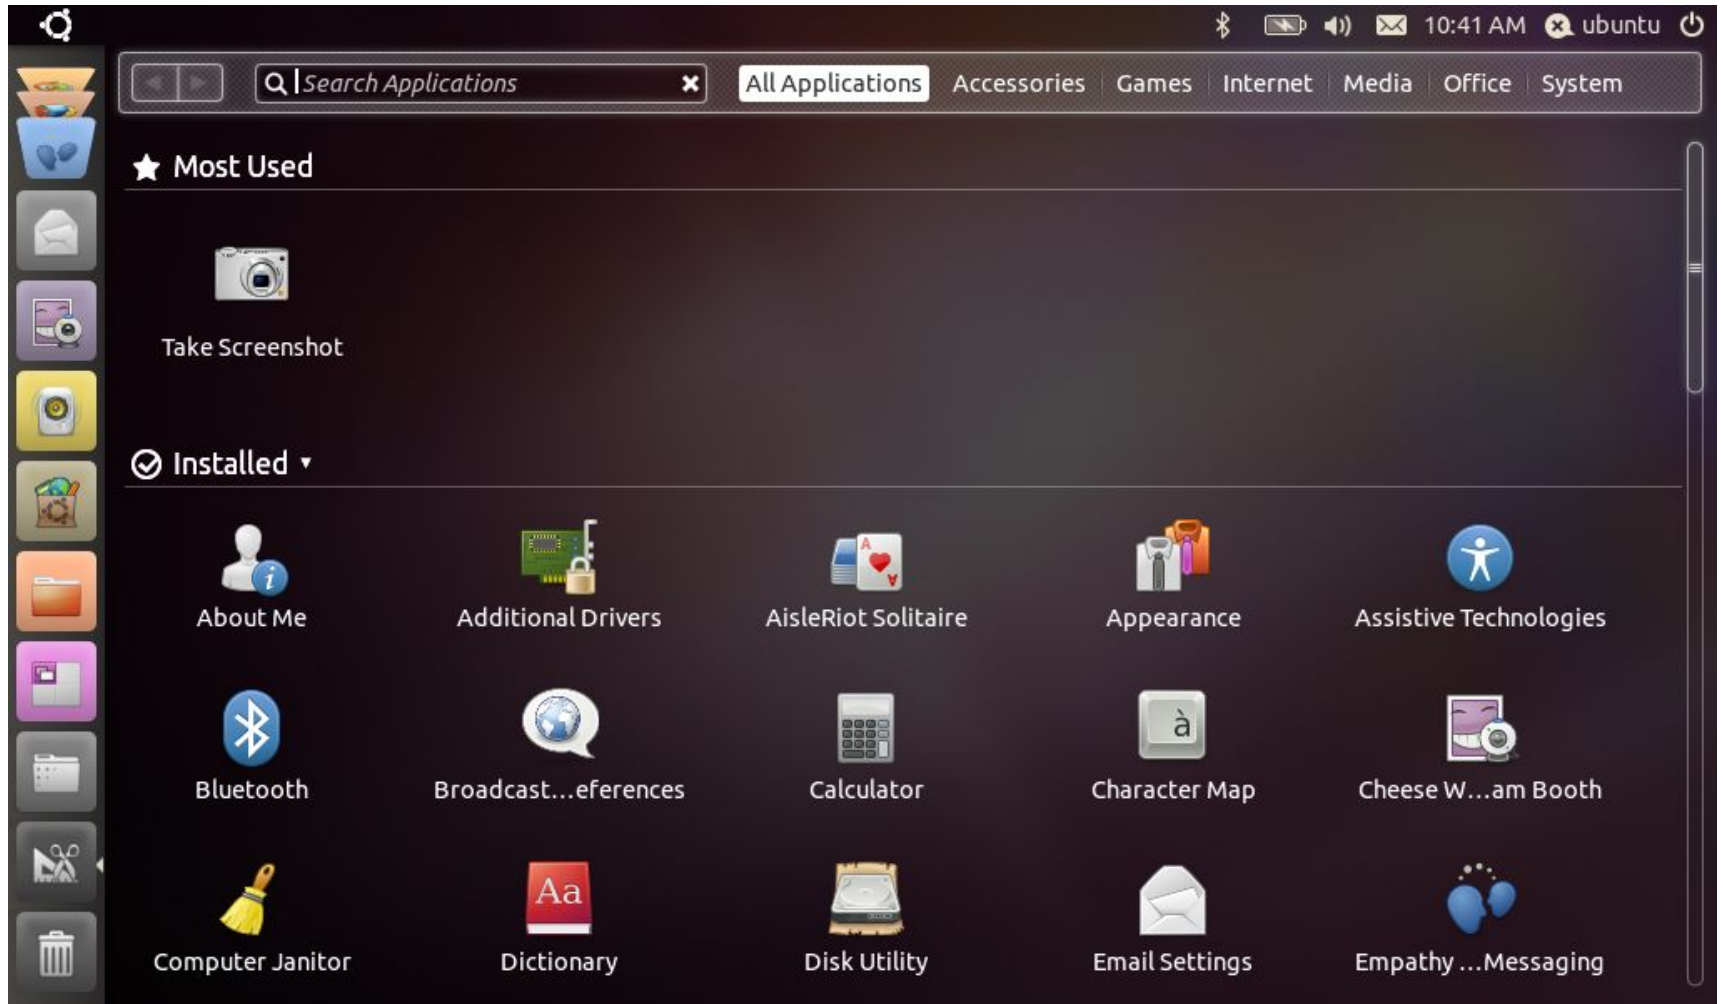 10:41 AM ubuntu
Search Applications All Applications Accessories Games Internet Media Office System
Most Used
Take Screenshot
Installed
About Me Additional Drivers AisleRiot Solitaire Appearance Assistive Technologies
à
Bluetooth Broadcast…eferences Calculator Character Map Cheese W…am Booth
Aa
Computer Janitor Dictionary Disk Utility Email Settings Empathy …Messaging